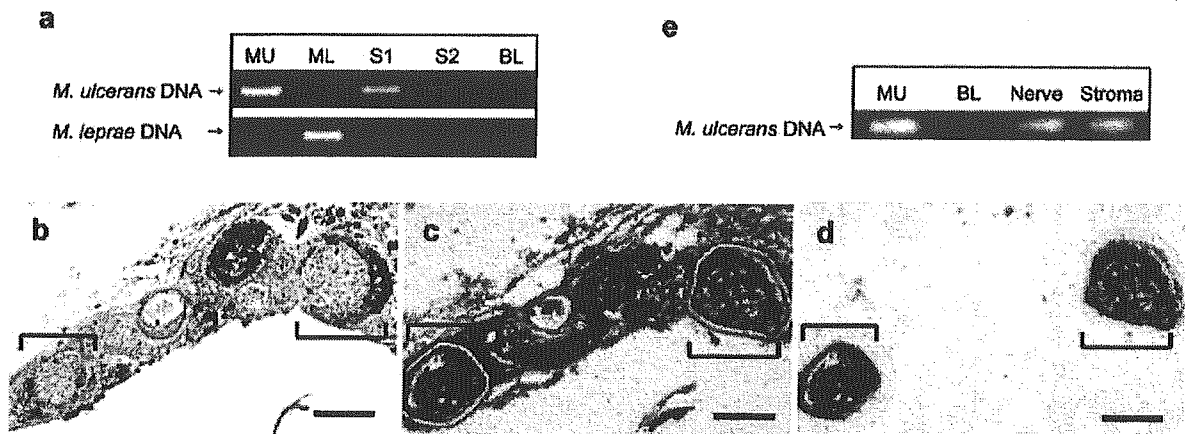 a
MU ML S1 S2 BL
M. ulcerans DNA →
M. leprae DNA →
e
MU BL Nerve Stroma
M. ulcerans DNA →
b
c
d